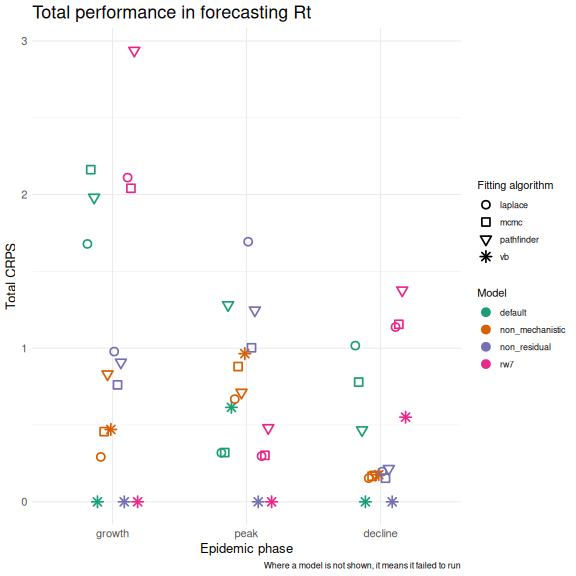 Total performance in forecasting Rt
3
2
1
0
Total CRPS
growth
peak
decline
Epidemic phase
Where a model is not shown, it means it failed to run
Fitting algorithm
laplace
mcmc
pathfinder
vb
Model
default
non_mechanistic
non_residual
rw7